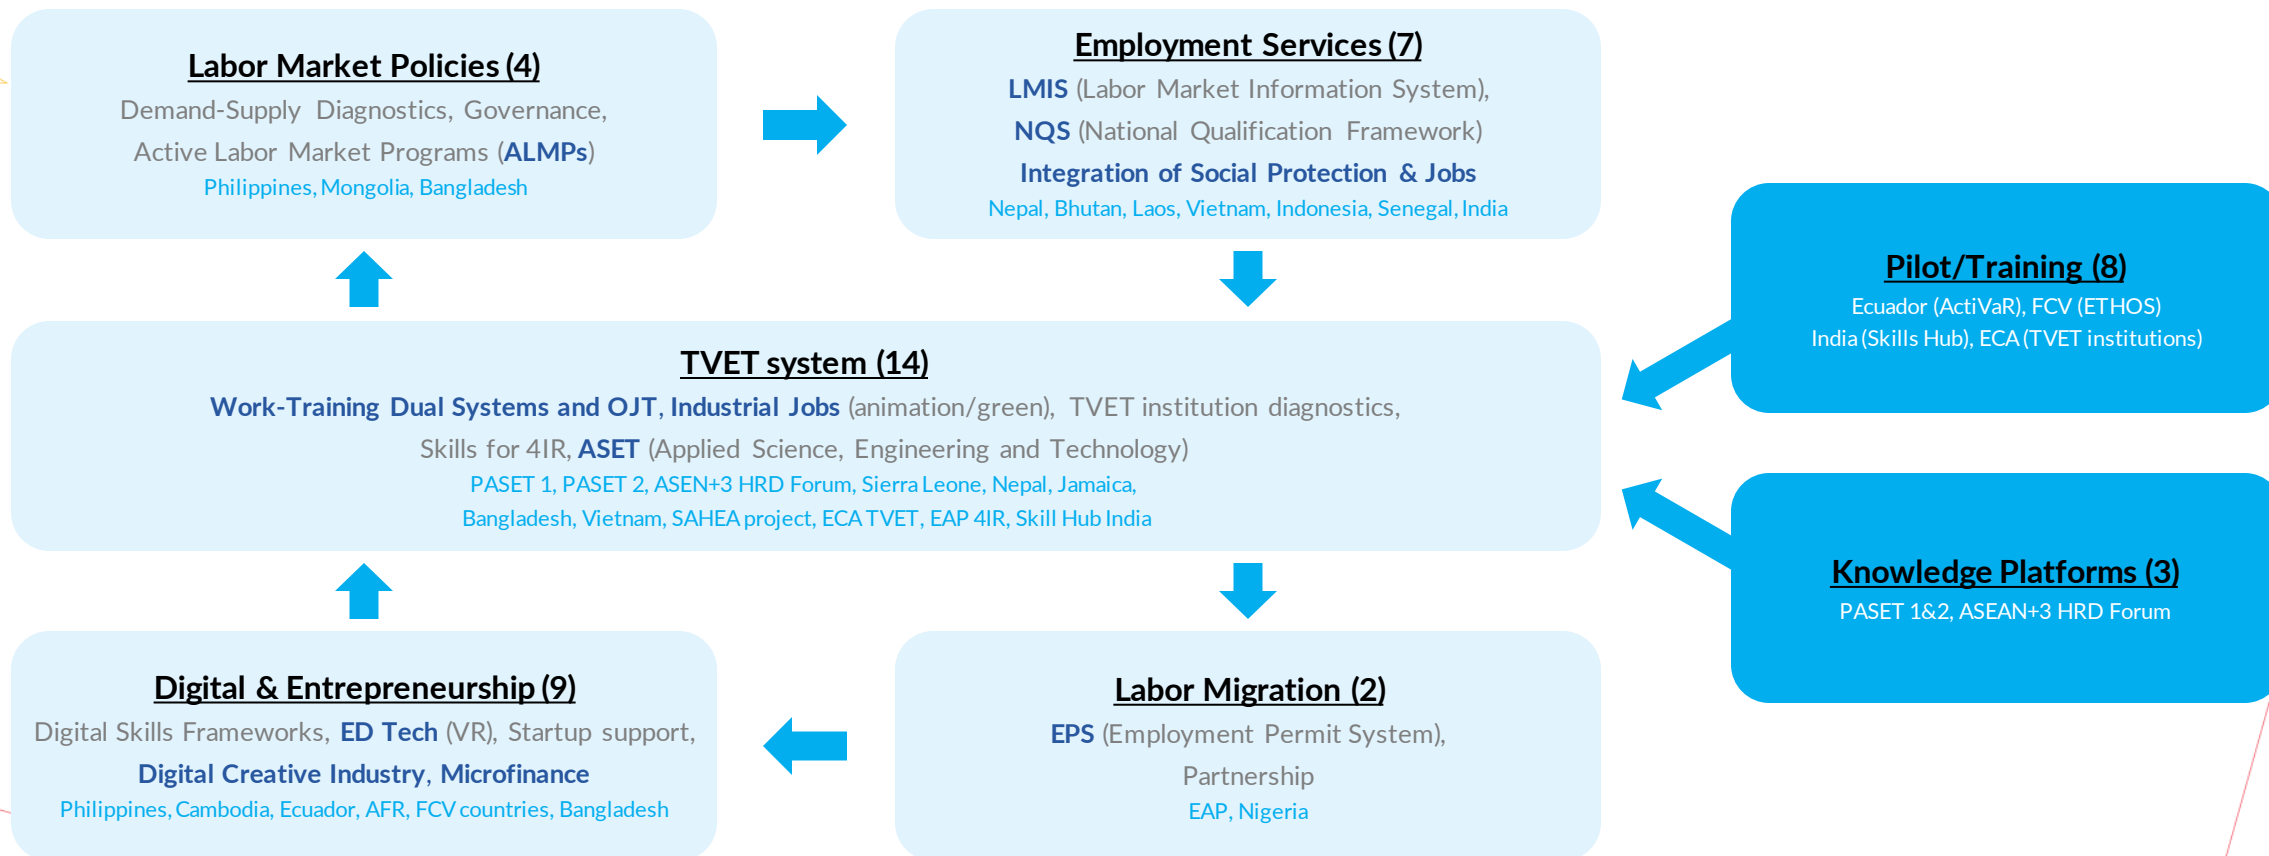 Labor Market Policies (4)
Demand-Supply Diagnostics, Governance,
Active Labor Market Programs (ALMPs)
Philippines, Mongolia, Bangladesh
Employment Services (7)
LMIS (Labor Market Information System),
NQS (National Qualification Framework)
Integration of Social Protection & Jobs
Nepal, Bhutan, Laos, Vietnam, Indonesia, Senegal, India
TVET system (14)
Work-Training Dual Systems and OJT, Industrial Jobs (animation/green), TVET institution diagnostics,
Skills for 4IR, ASET (Applied Science, Engineering and Technology)
PASET 1, PASET 2, ASEN+3 HRD Forum, Sierra Leone, Nepal, Jamaica,
Bangladesh, Vietnam, SAHEA project, ECA TVET, EAP 4IR, Skill Hub India
Digital & Entrepreneurship (9)
Digital Skills Frameworks, ED Tech (VR), Startup support,
Digital Creative Industry, Microfinance
Philippines, Cambodia, Ecuador, AFR, FCV countries, Bangladesh
Labor Migration (2)
EPS (Employment Permit System),
Partnership
EAP, Nigeria
Pilot/Training (8)
Ecuador (ActiVaR), FCV (ETHOS)
India (Skills Hub), ECA (TVET institutions)
Knowledge Platforms (3)
PASET 1&2, ASEAN+3 HRD Forum